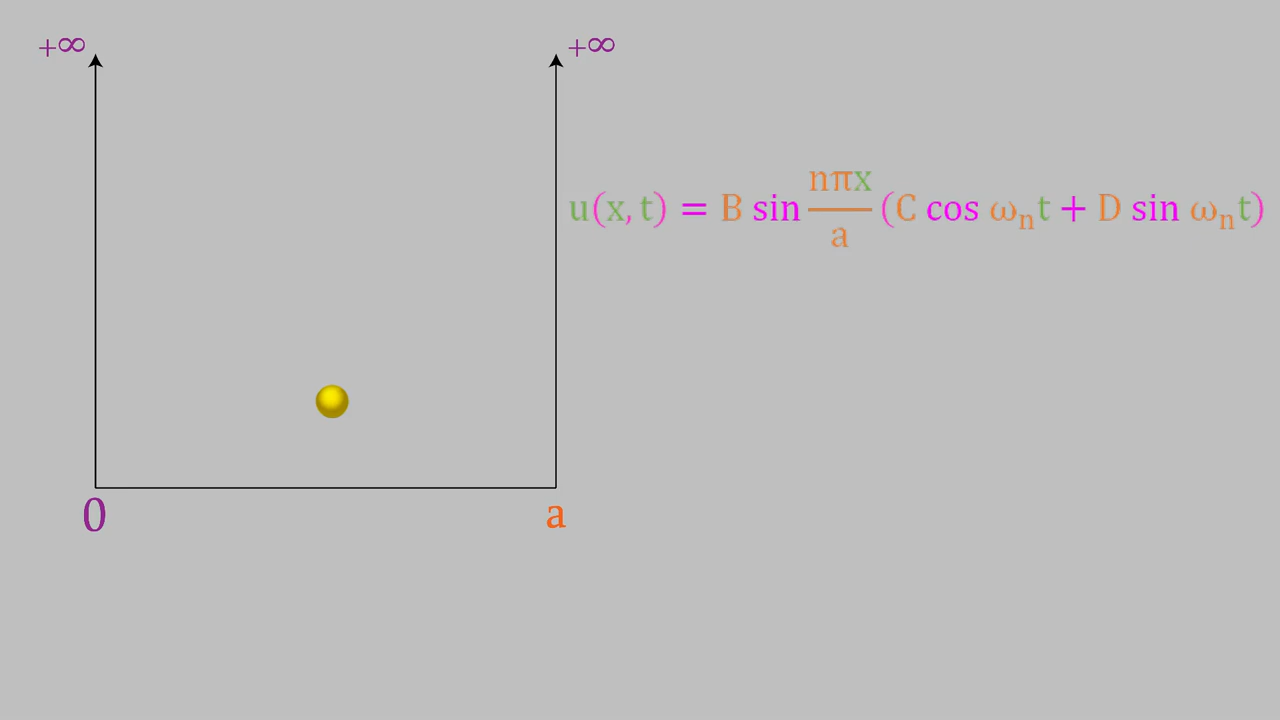 +∞ +∞
u(x, t) = B sin nπx/a (C cos ωₙt + D sin ωₙt)
0 a